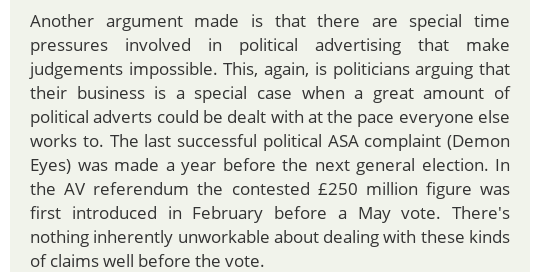 Another argument made is that there are special time
pressures involved in political advertising that make
judgements impossible. This, again, is politicians arguing that
their business is a special case when a great amount of
political adverts could be dealt with at the pace everyone else
works to. The last successful political ASA complaint (Demon
Eyes) was made a year before the next general election. In
the AV referendum the contested £250 million figure was
first introduced in February before a May vote. There's
nothing inherently unworkable about dealing with these kinds
of claims well before the vote.